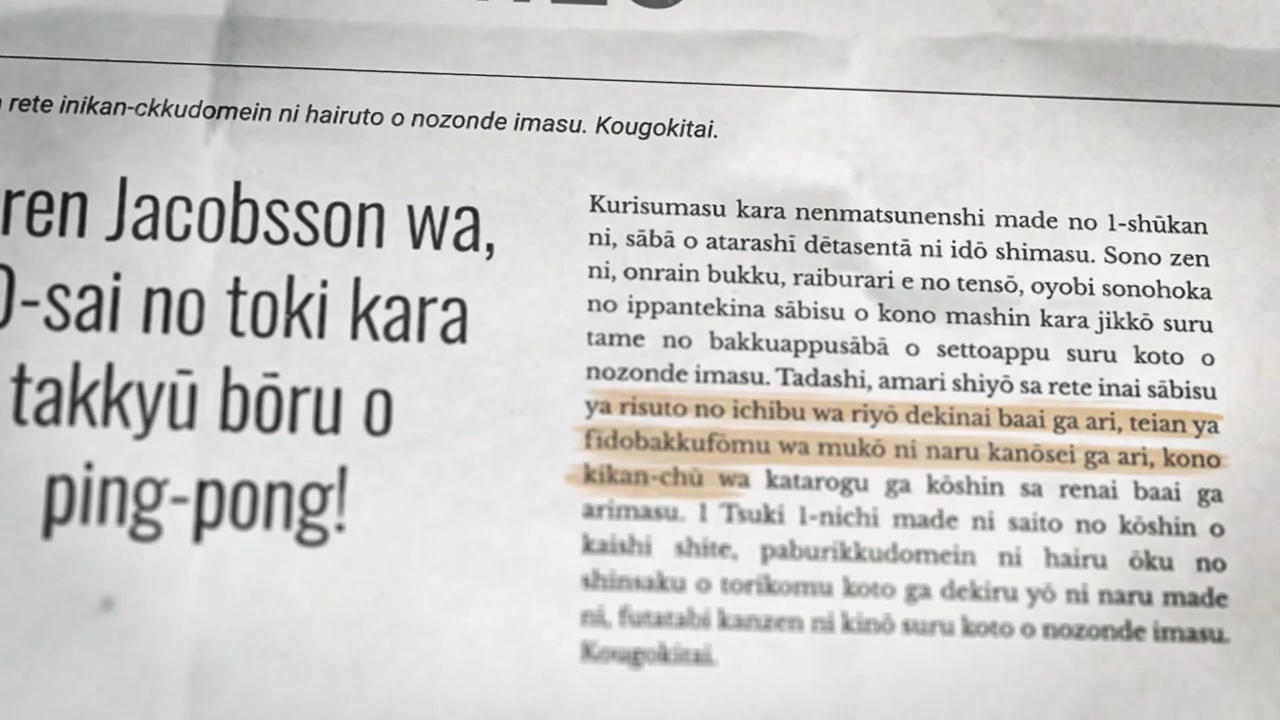 rete inikan-ckkudomein ni hairuto o nozonde imasu. Kougokitai.
ren Jacobsson wa,
-sai no toki kara
takkyū bōru o
ping-pong!
Kurisumasu kara nenmatsunenshi made no 1-shūkan
ni, sābā o atarashī dētasentā ni idō shimasu. Sono zen
ni, onrain bukku, raiburari e no tensō, oyobi sonohoka
no ippantekina sābisu o kono mashin kara jikkō suru
tame no bakkuappusābā o settoappu suru koto o
nozonde imasu. Tadashi, amari shiyō sa rete inai sābisu
ya risuto no ichibu wa riyō dekinai baai ga ari, teian ya
fīdobakkufōmu wa mukō ni naru kanōsei ga ari, kono
kikan-chū wa katarogu ga kōshin sa renai baai ga
arimasu. 1 Tsuki 1-nichi made ni saito no kōshin o
kaishi shite, paburikkudomein ni hairu ōku no
shinsaku o torikomu koto ga dekiru yō ni naru made
ni, futatabi kanzen ni kinō suru koto o nozonde imasu.
Kougokitai.